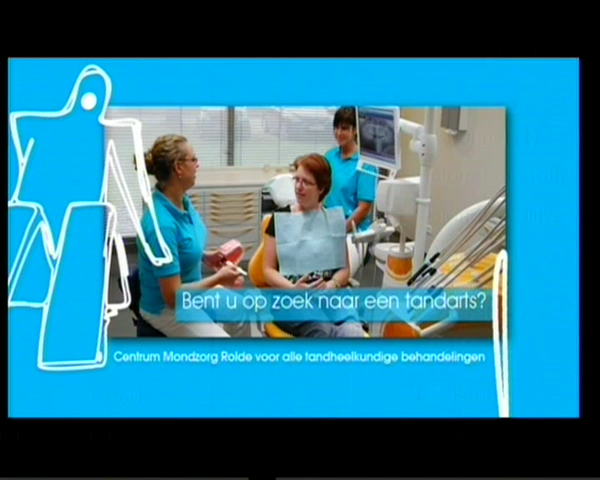 Bent u op zoek naar een tandarts?
Centrum Mondzorg Rolde voor alle tandheelkundige behandelingen